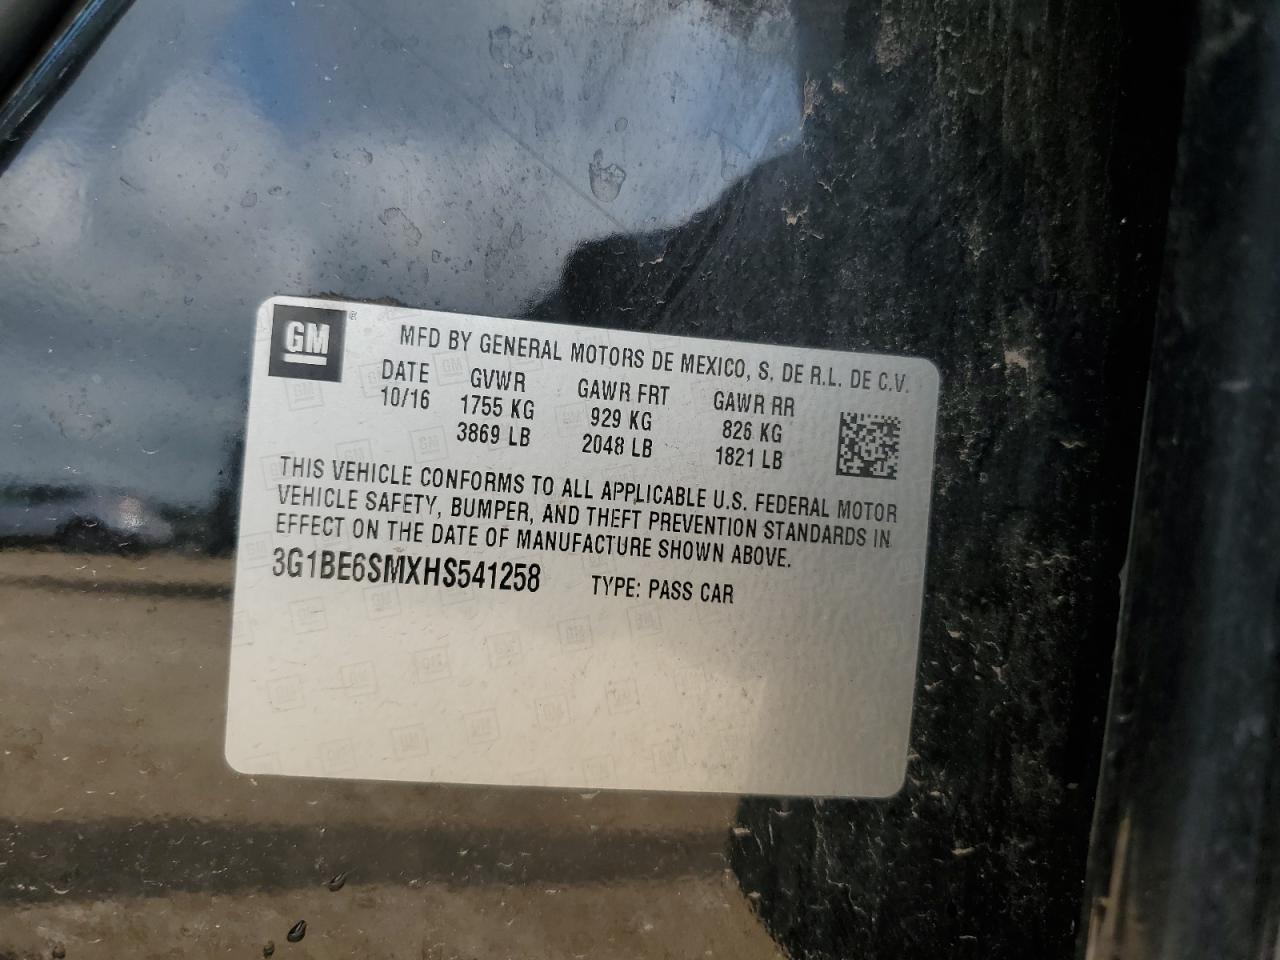 GM
MFD BY GENERAL MOTORS DE MEXICO, S. DE R.L. DE C.V.
DATE GVWR GAWR FRT GAWR RR
10/16 1755 KG 929 KG 826 KG
3869 LB 2048 LB 1821 LB
THIS VEHICLE CONFORMS TO ALL APPLICABLE U.S. FEDERAL MOTOR
VEHICLE SAFETY, BUMPER, AND THEFT PREVENTION STANDARDS IN
EFFECT ON THE DATE OF MANUFACTURE SHOWN ABOVE.
3G1BE6SMXHS541258 TYPE: PASS CAR